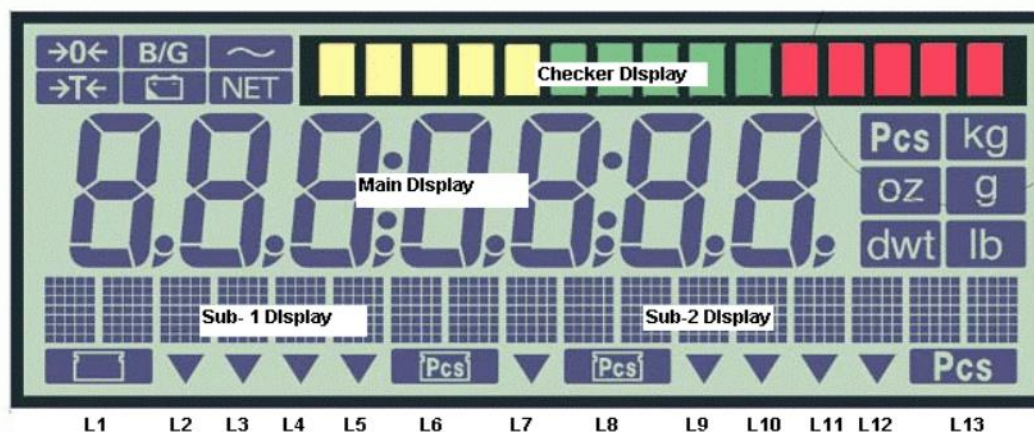 →0← B/G ~
→T← NET
Checker DIsplay
Pcs kg
Main DIsplay
oz g
dwt lb
Sub- 1 DIsplay Sub-2 DIsplay
Pcs Pcs Pcs
L1 L2 L3 L4 L5 L6 L7 L8 L9 L10 L11 L12 L13